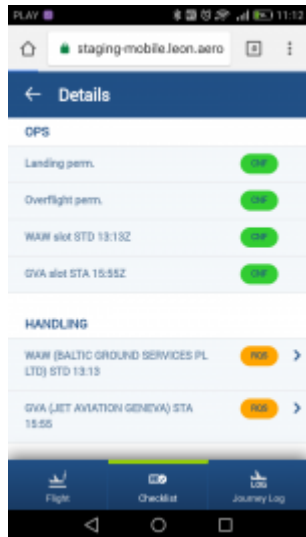 PLAY 11:12
staging-mobile.leon.aero
Details
OPS
Landing perm. CNF
Overflight perm. CNF
WAW slot STD 13:13Z CNF
GVA slot STA 15:55Z CNF
HANDLING
WAW (BALTIC GROUND SERVICES PL RQS
LTD) STD 13:13
GVA (JET AVIATION GENEVA) STA RQS
15:55
LOG
Flight Checklist Journey Log